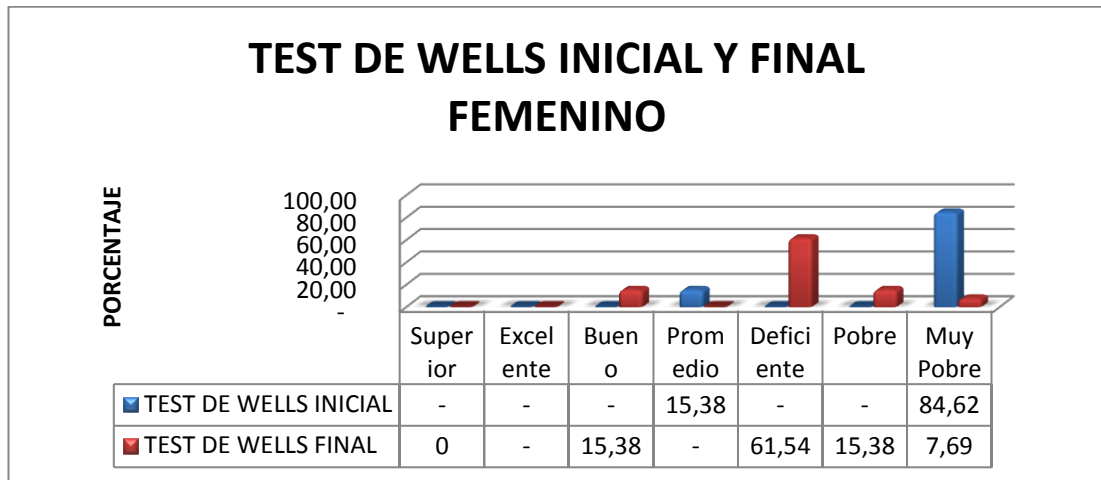 TEST DE WELLS INICIAL Y FINAL
FEMENINO
PORCENTAJE
100,00
80,00
60,00
40,00
20,00
-
Super Excel Buen Prom Defici Pobre Muy
ior ente o edio ente Pobre
TEST DE WELLS INICIAL - - - 15,38 - - 84,62
TEST DE WELLS FINAL 0 - 15,38 - 61,54 15,38 7,69